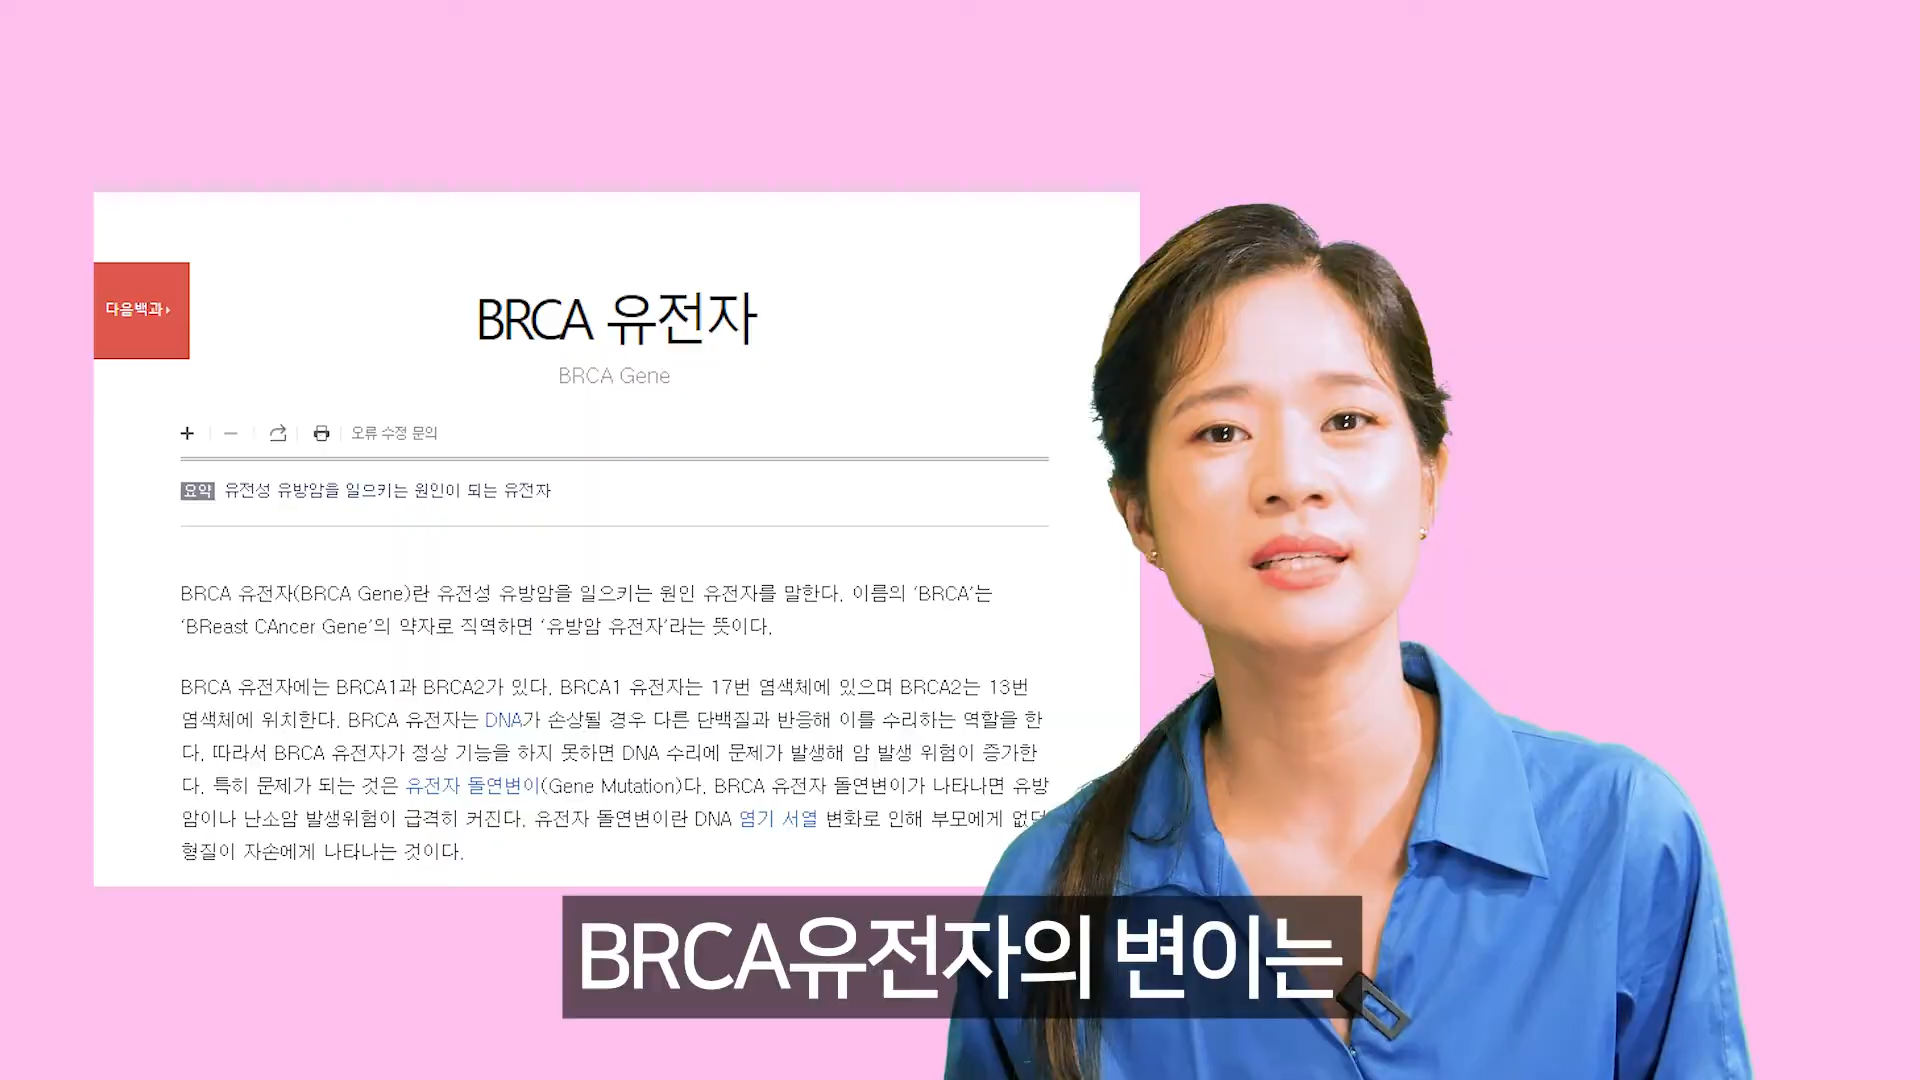 다음백과
BRCA 유전자
BRCA Gene
오류 수정 문의
요약 유전성 유방암을 일으키는 원인이 되는 유전자
BRCA 유전자(BRCA Gene)란 유전성 유방암을 일으키는 원인 유전자를 말한다. 이름의 ‘BRCA’는
‘BReast CAncer Gene’의 약자로 직역하면 ‘유방암 유전자’라는 뜻이다.
BRCA 유전자에는 BRCA1과 BRCA2가 있다. BRCA1 유전자는 17번 염색체에 있으며 BRCA2는 13번
염색체에 위치한다. BRCA 유전자는 DNA가 손상될 경우 다른 단백질과 반응해 이를 수리하는 역할을 한
다. 따라서 BRCA 유전자가 정상 기능을 하지 못하면 DNA 수리에 문제가 발생해 암 발생 위험이 증가한
다. 특히 문제가 되는 것은 유전자 돌연변이(Gene Mutation)다. BRCA 유전자 돌연변이가 나타나면 유방
암이나 난소암 발생위험이 급격히 커진다. 유전자 돌연변이란 DNA 염기 서열 변화로 인해 부모에게 없던
형질이 자손에게 나타나는 것이다.
BRCA유전자의 변이는